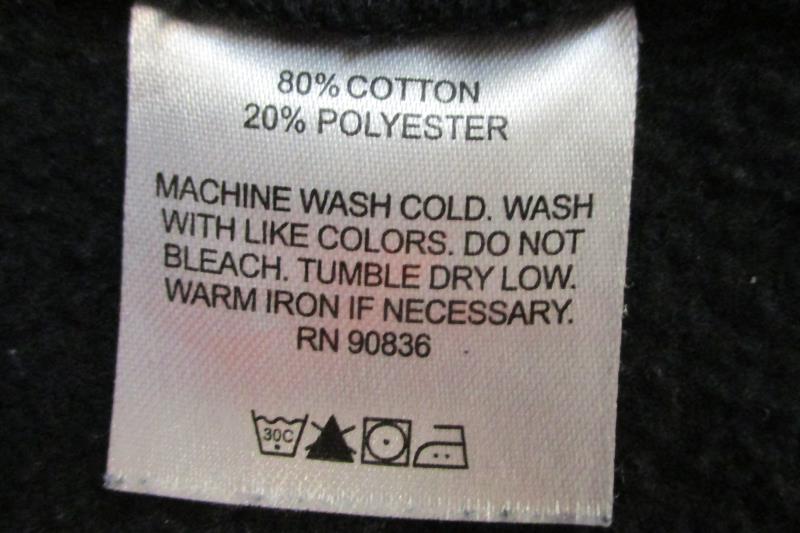 80% COTTON
20% POLYESTER
MACHINE WASH COLD. WASH
WITH LIKE COLORS. DO NOT
BLEACH. TUMBLE DRY LOW.
WARM IRON IF NECESSARY.
RN 90836
30C